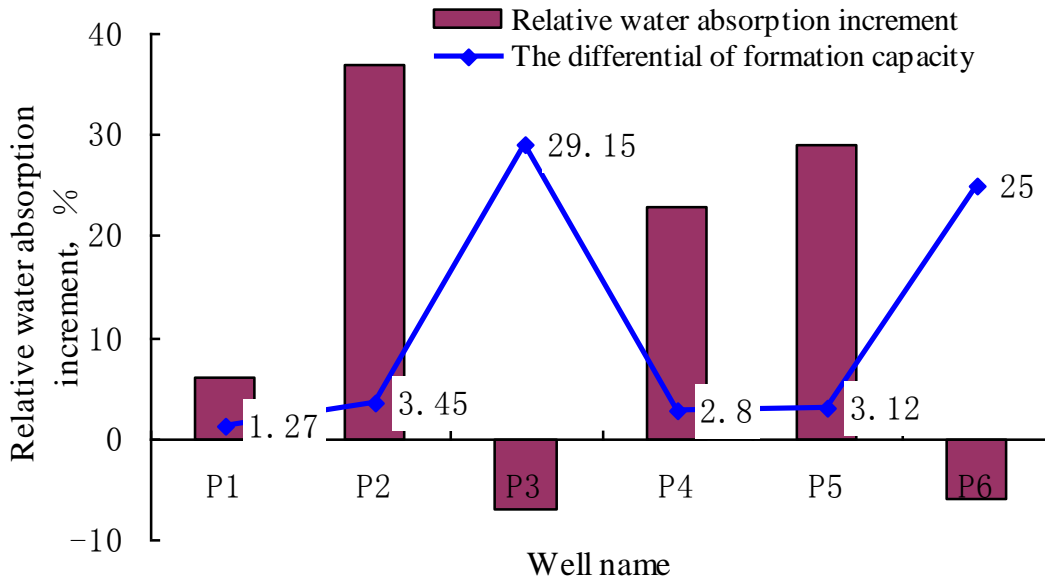 Relative water absorption increment
The differential of formation capacity
Relative water absorption
increment, %
40
30
20
10
0
-10
1.27
3.45
29.15
2.8
3.12
25
P1
P2
P3
P4
P5
P6
Well name